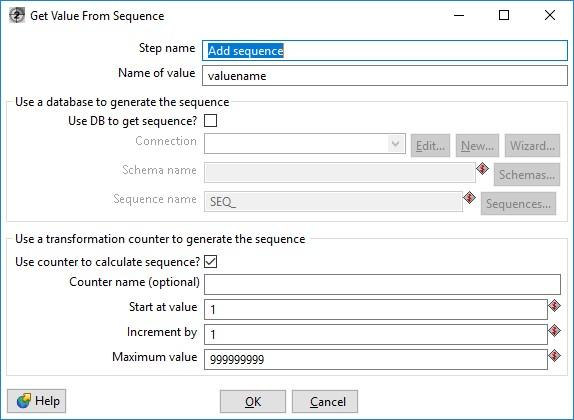 Get Value From Sequence
Step name Add sequence
Name of value valuename
Use a database to generate the sequence
Use DB to get sequence?
Connection Edit... New... Wizard...
Schema name Schemas...
Sequence name SEQ_ Sequences...
Use a transformation counter to generate the sequence
Use counter to calculate sequence?
Counter name (optional)
Start at value 1
Increment by 1
Maximum value 999999999
Help OK Cancel